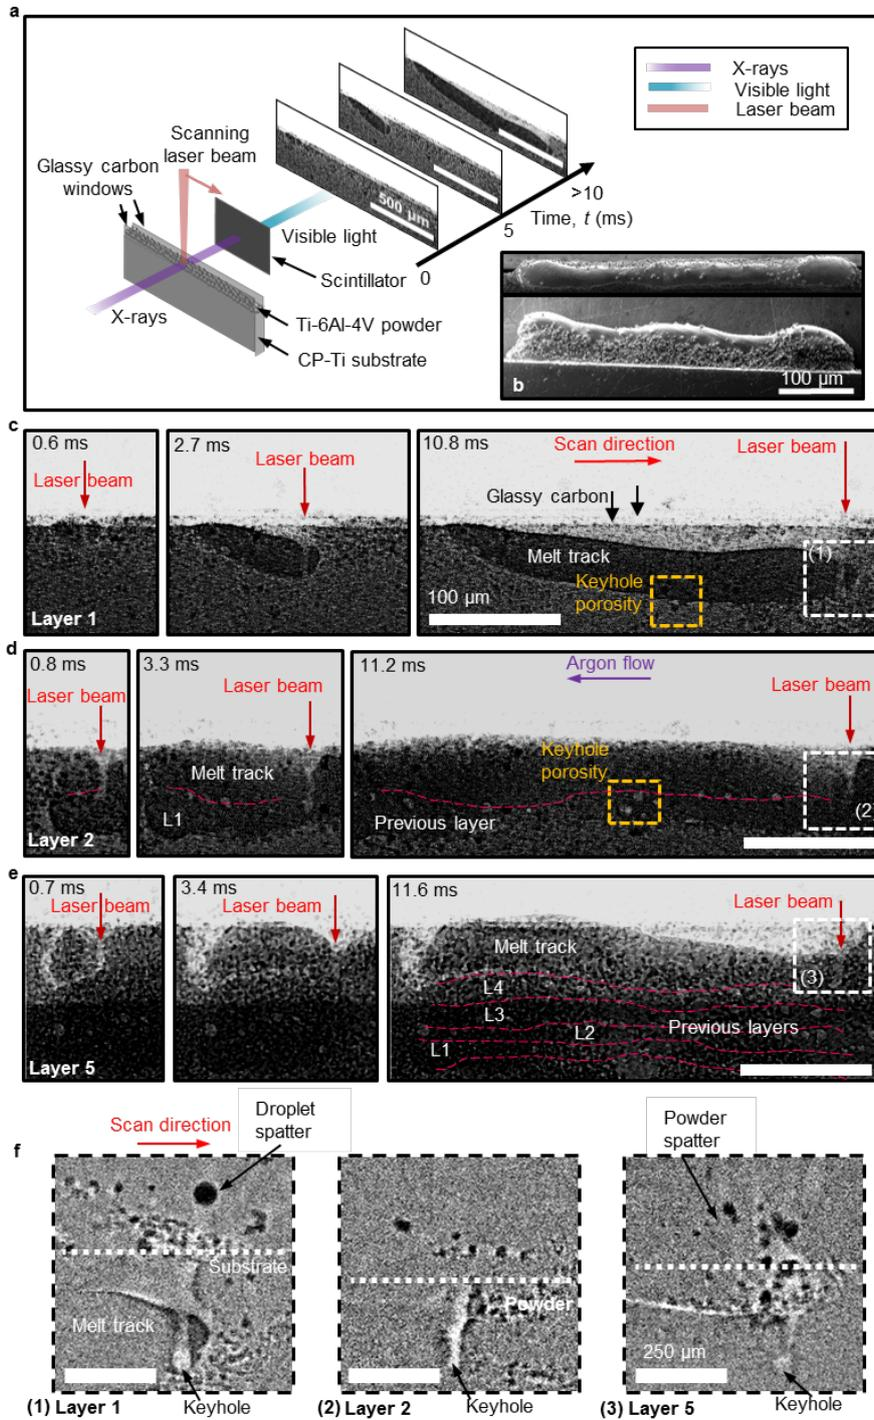 a
X-rays
Visible light
Laser beam
Scanning
laser beam
Glassy carbon
windows
500 µm
>10
Time, t (ms)
5
0
Visible light
Scintillator
X-rays
Ti-6Al-4V powder
CP-Ti substrate
b
100 µm
c
0.6 ms
Laser beam
Layer 1
2.7 ms
Laser beam
10.8 ms
Scan direction
Laser beam
Glassy carbon
Melt track
(1)
Keyhole
porosity
100 µm
d
0.8 ms
Laser beam
Layer 2
3.3 ms
Laser beam
Melt track
L1
11.2 ms
Argon flow
Laser beam
Keyhole
porosity
Previous layer
(2)
e
0.7 ms
Laser beam
Layer 5
3.4 ms
Laser beam
11.6 ms
Laser beam
Melt track
(3)
L4
L3
L2
Previous layers
L1
f
Scan direction
Droplet
spatter
Substrate
Melt track
(1) Layer 1
Keyhole
Powder
(2) Layer 2
Keyhole
Powder
spatter
250 µm
(3) Layer 5
Keyhole